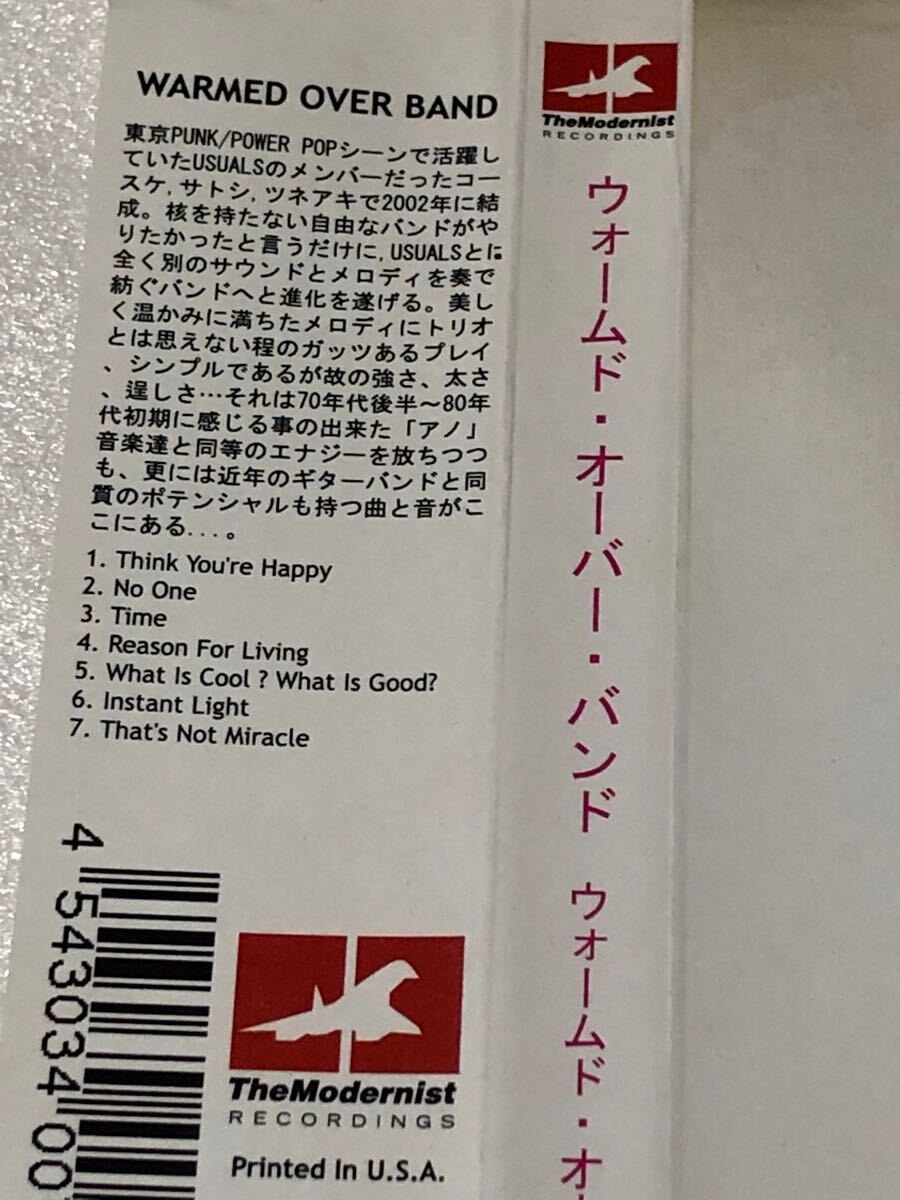 WARMED OVER BAND
東京PUNK/POWER POPシーンで活躍し
ていたUSUALSのメンバーだったコー
スケ,サトシ,ツネアキで2002年に結
成。核を持たない自由なバンドがや
りたかったと言うだけに,USUALSとに
全く別のサウンドとメロディを奏で
紡ぐバンドへと進化を遂げる。美し
く温かみに満ちたメロディにトリオ
とは思えない程のガッツあるプレイ
、シンプルであるが故の強さ、太さ
、逞しさ…それは70年代後半〜80年
代初期に感じる事の出来た「アノ」
音楽達と同等のエナジーを放ちつつ
も、更には近年のギターバンドと同
質のポテンシャルも持つ曲と音がこ
こにある....。
1. Think You're Happy
2. No One
3. Time
4. Reason For Living
5. What Is Cool ? What Is Good?
6. Instant Light
7. That's Not Miracle
4 543034 00
TheModernist
RECORDINGS
Printed In U.S.A.
TheModernist
RECORDINGS
ウォームド・オーバー・バンド ウォームド・オ